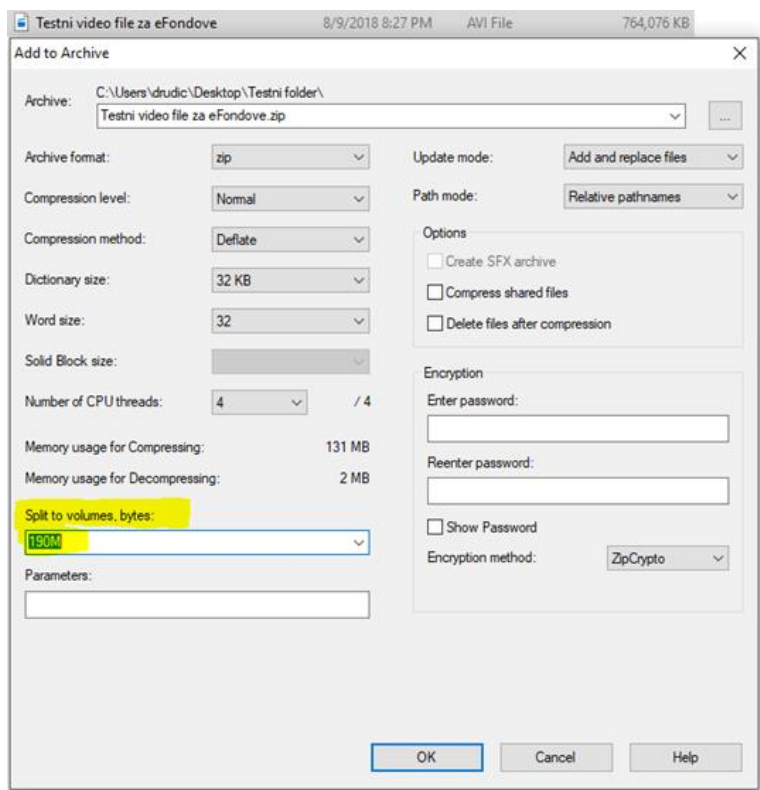 Testni video file za eFondove 8/9/2018 8:27 PM AVI File 764,076 KB
Add to Archive
Archive: C:\Users\drudic\Desktop\Testni folder\
Testni video file za eFondove.zip ...
Archive format: zip
Compression level: Normal
Compression method: Deflate
Dictionary size: 32 KB
Word size: 32
Solid Block size:
Number of CPU threads: 4 / 4
Memory usage for Compressing: 131 MB
Memory usage for Decompressing: 2 MB
Split to volumes, bytes:
190M
Parameters:
Update mode: Add and replace files
Path mode: Relative pathnames
Options
Create SFX archive
Compress shared files
Delete files after compression
Encryption
Enter password:
Reenter password:
Show Password
Encryption method: ZipCrypto
OK Cancel Help